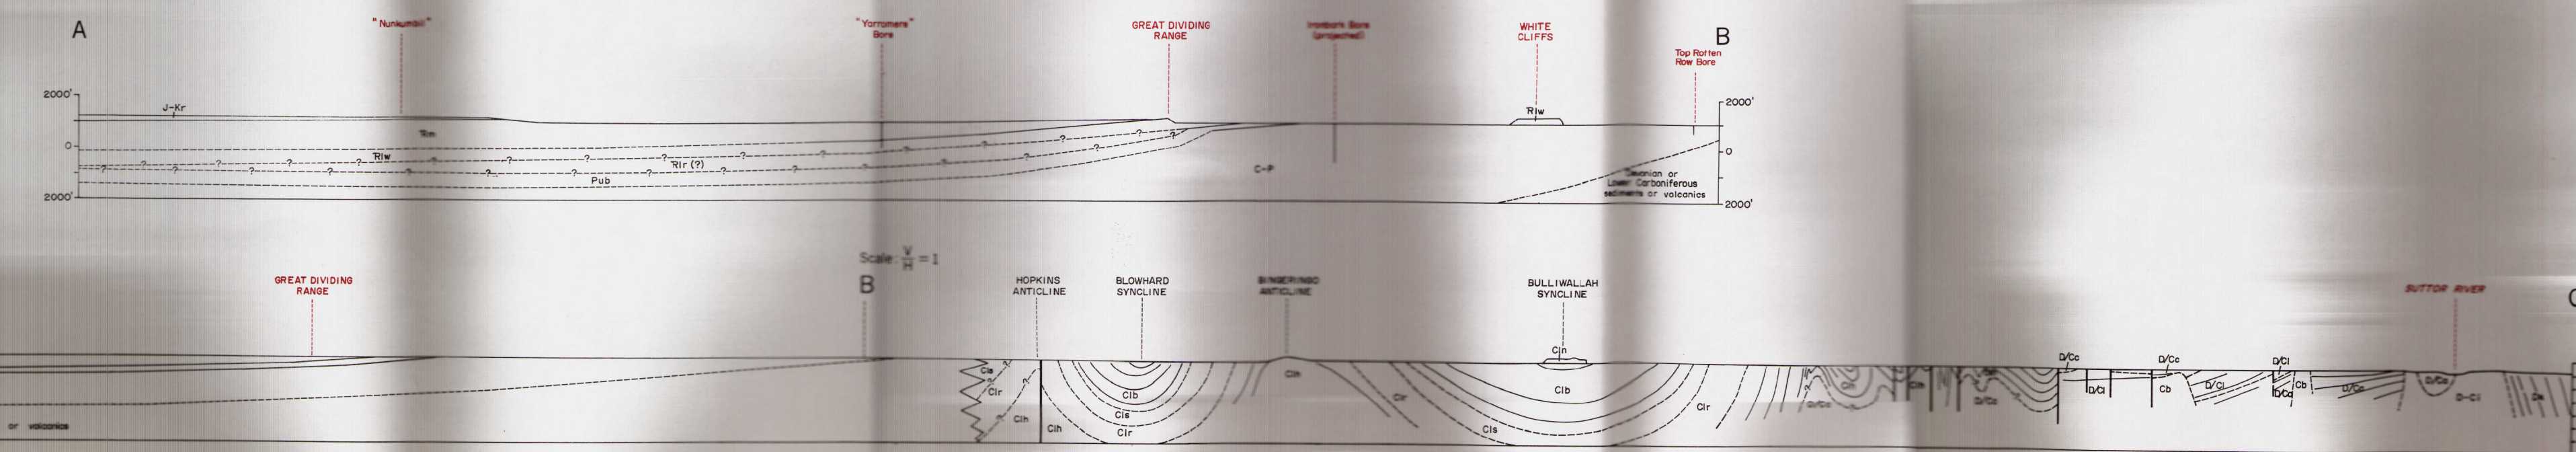 A
"Nunkumbil"
"Yarromere"
Bore
GREAT DIVIDING
RANGE
Ironbark Bore
(projected)
WHITE
CLIFFS
Top Rotten
Row Bore
B
2000'
J-Kr
Rm
0
Rlw
Rlr (?)
Pub
2000'
C-P
Rlw
2000'
0
Devonian or
Lower Carboniferous
sediments or volcanics
2000'
Scale: V/H = 1
GREAT DIVIDING
RANGE
B
HOPKINS
ANTICLINE
BLOWHARD
SYNCLINE
BINGERINGO
ANTICLINE
BULLIWALLAH
SYNCLINE
SUTTOR RIVER
C
or volcanics
Cls
Clr
Clh
Clh
Clb
Cls
Clr
Clh
Clr
Cln
Clb
Cls
Clr
D/Cc
D/Cc
D/Cc
D/Cl
D/Cc
Cb
D/Cl
D/Cl
Cb
D/Cc
D-Cl